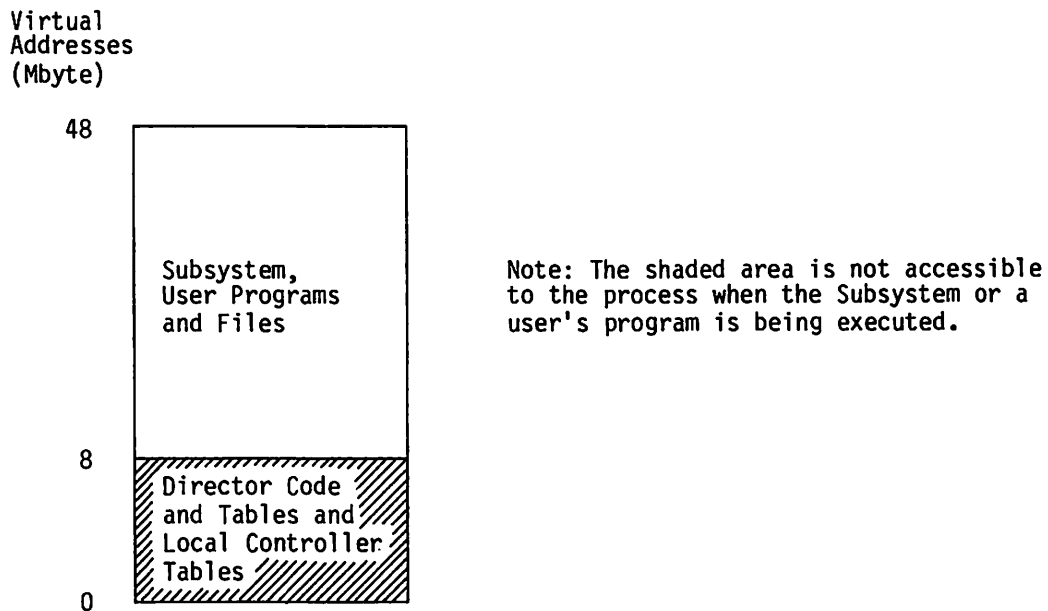 Virtual
Addresses
(Mbyte)
48
Subsystem,
User Programs
and Files
Note: The shaded area is not accessible
to the process when the Subsystem or a
user's program is being executed.
8
Director Code
and Tables and
Local Controller
Tables
0